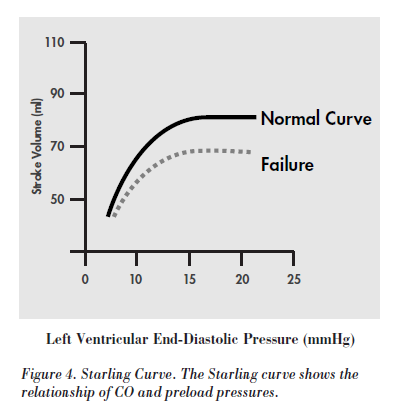 110
90
Stroke Volume (ml)
70
50
Normal Curve
Failure
0 10 15 20 25
Left Ventricular End-Diastolic Pressure (mmHg)
Figure 4. Starling Curve. The Starling curve shows the
relationship of CO and preload pressures.